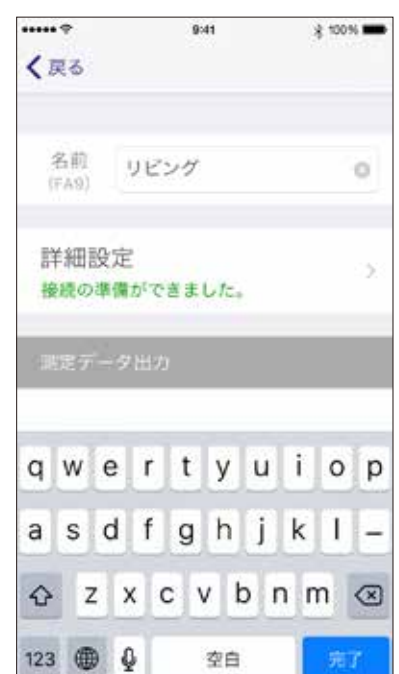 9:41 100%
戻る
名前 リビング
(FA9)
詳細設定
接続の準備ができました。
測定データ出力
q w e r t y u i o p
a s d f g h j k l –
z x c v b n m
123 空白 完了